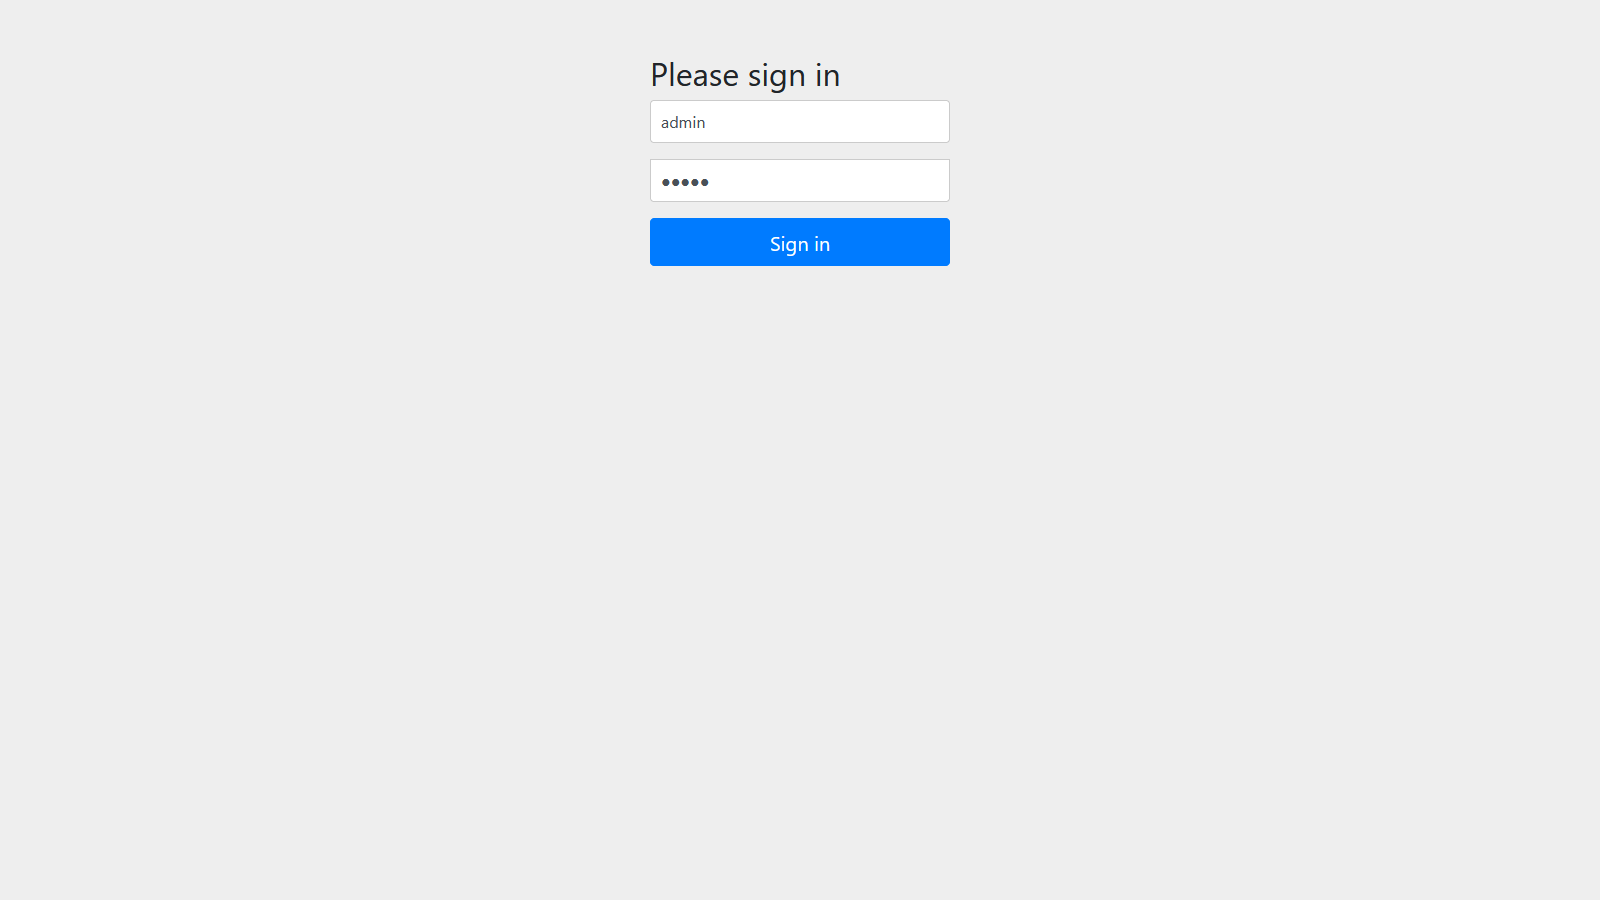 Please sign in
admin
•••••
Sign in